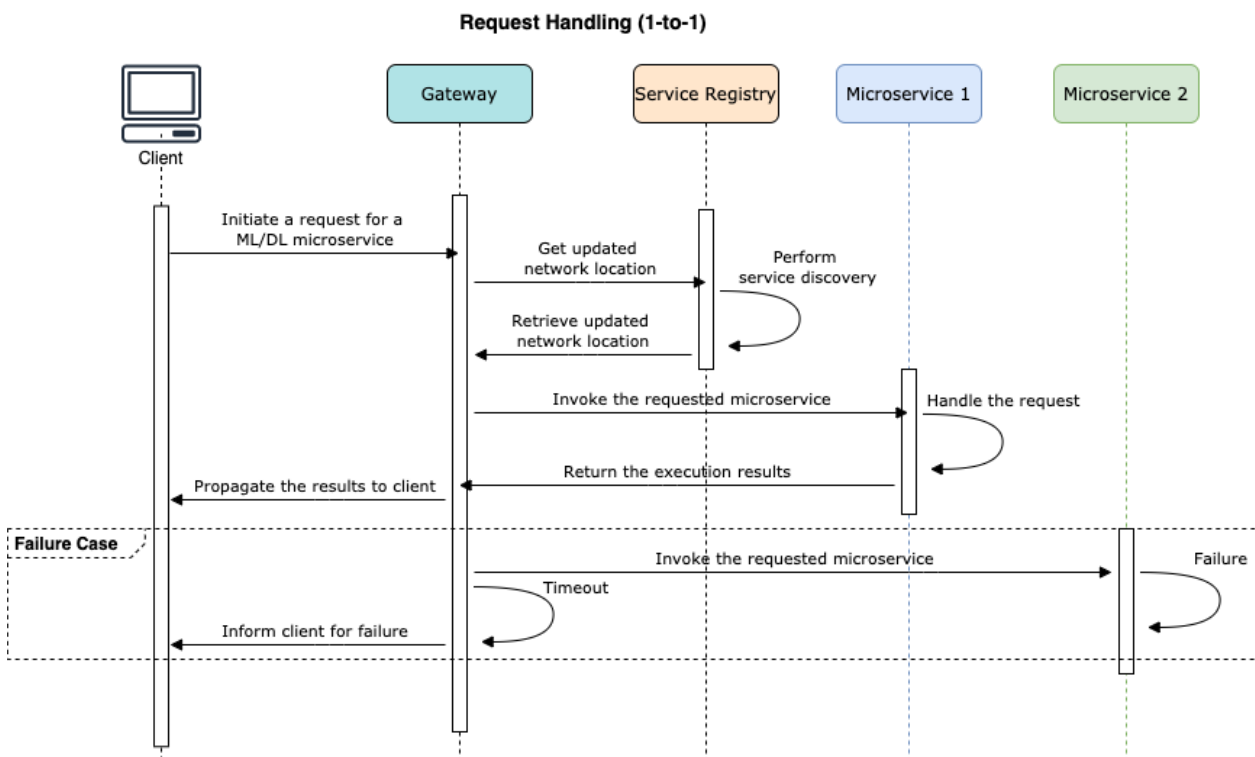 Request Handling (1-to-1)
Gateway
Service Registry
Microservice 1
Microservice 2
Client
Initiate a request for a
ML/DL microservice
Get updated
network location
Perform
service discovery
Retrieve updated
network location
Invoke the requested microservice
Handle the request
Return the execution results
Propagate the results to client
Failure Case
Invoke the requested microservice
Failure
Timeout
Inform client for failure